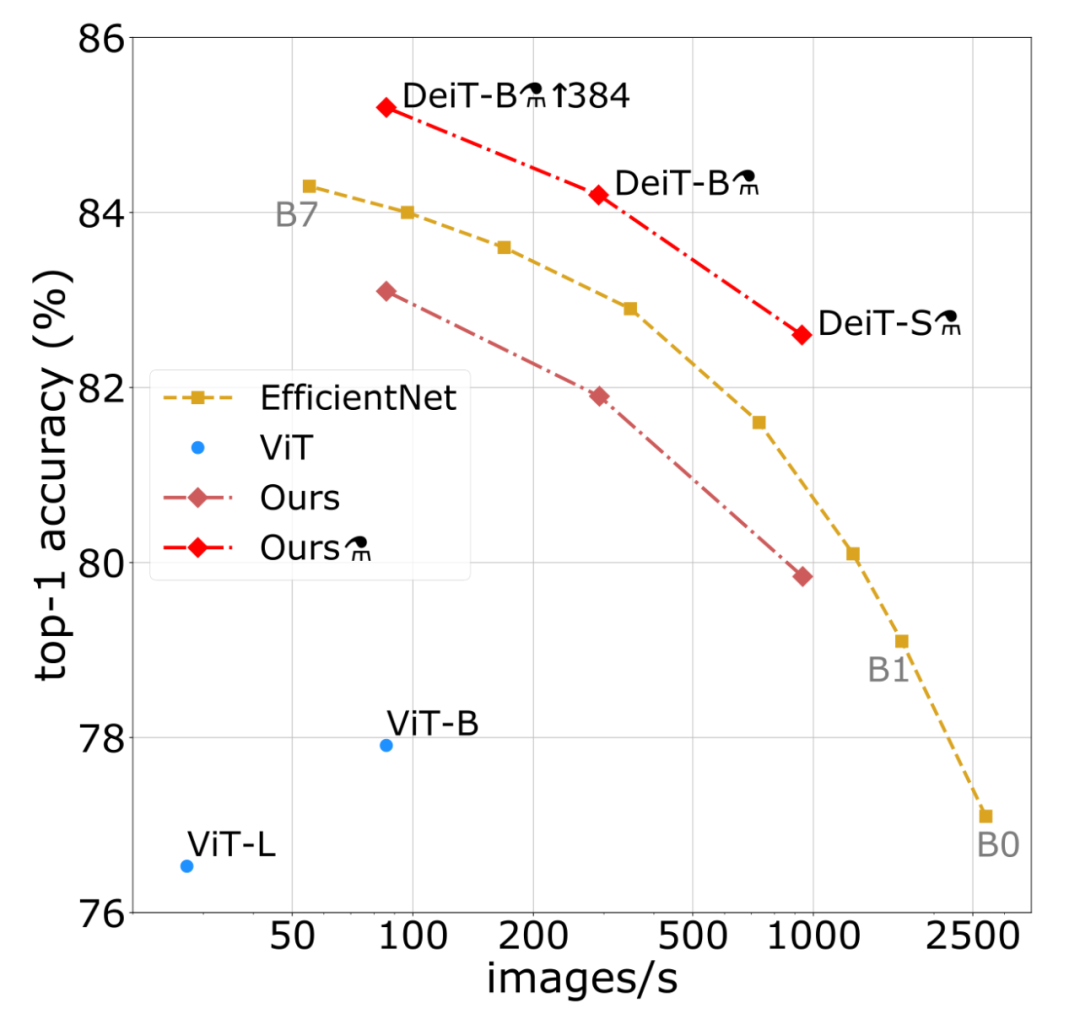 86
DeiT-B⚗↑384
DeiT-B⚗
84
B7
DeiT-S⚗
82
EfficientNet
ViT
Ours
Ours⚗
80
B1
78
ViT-B
ViT-L
B0
76
top-1 accuracy (%)
50 100 200 500 1000 2500
images/s